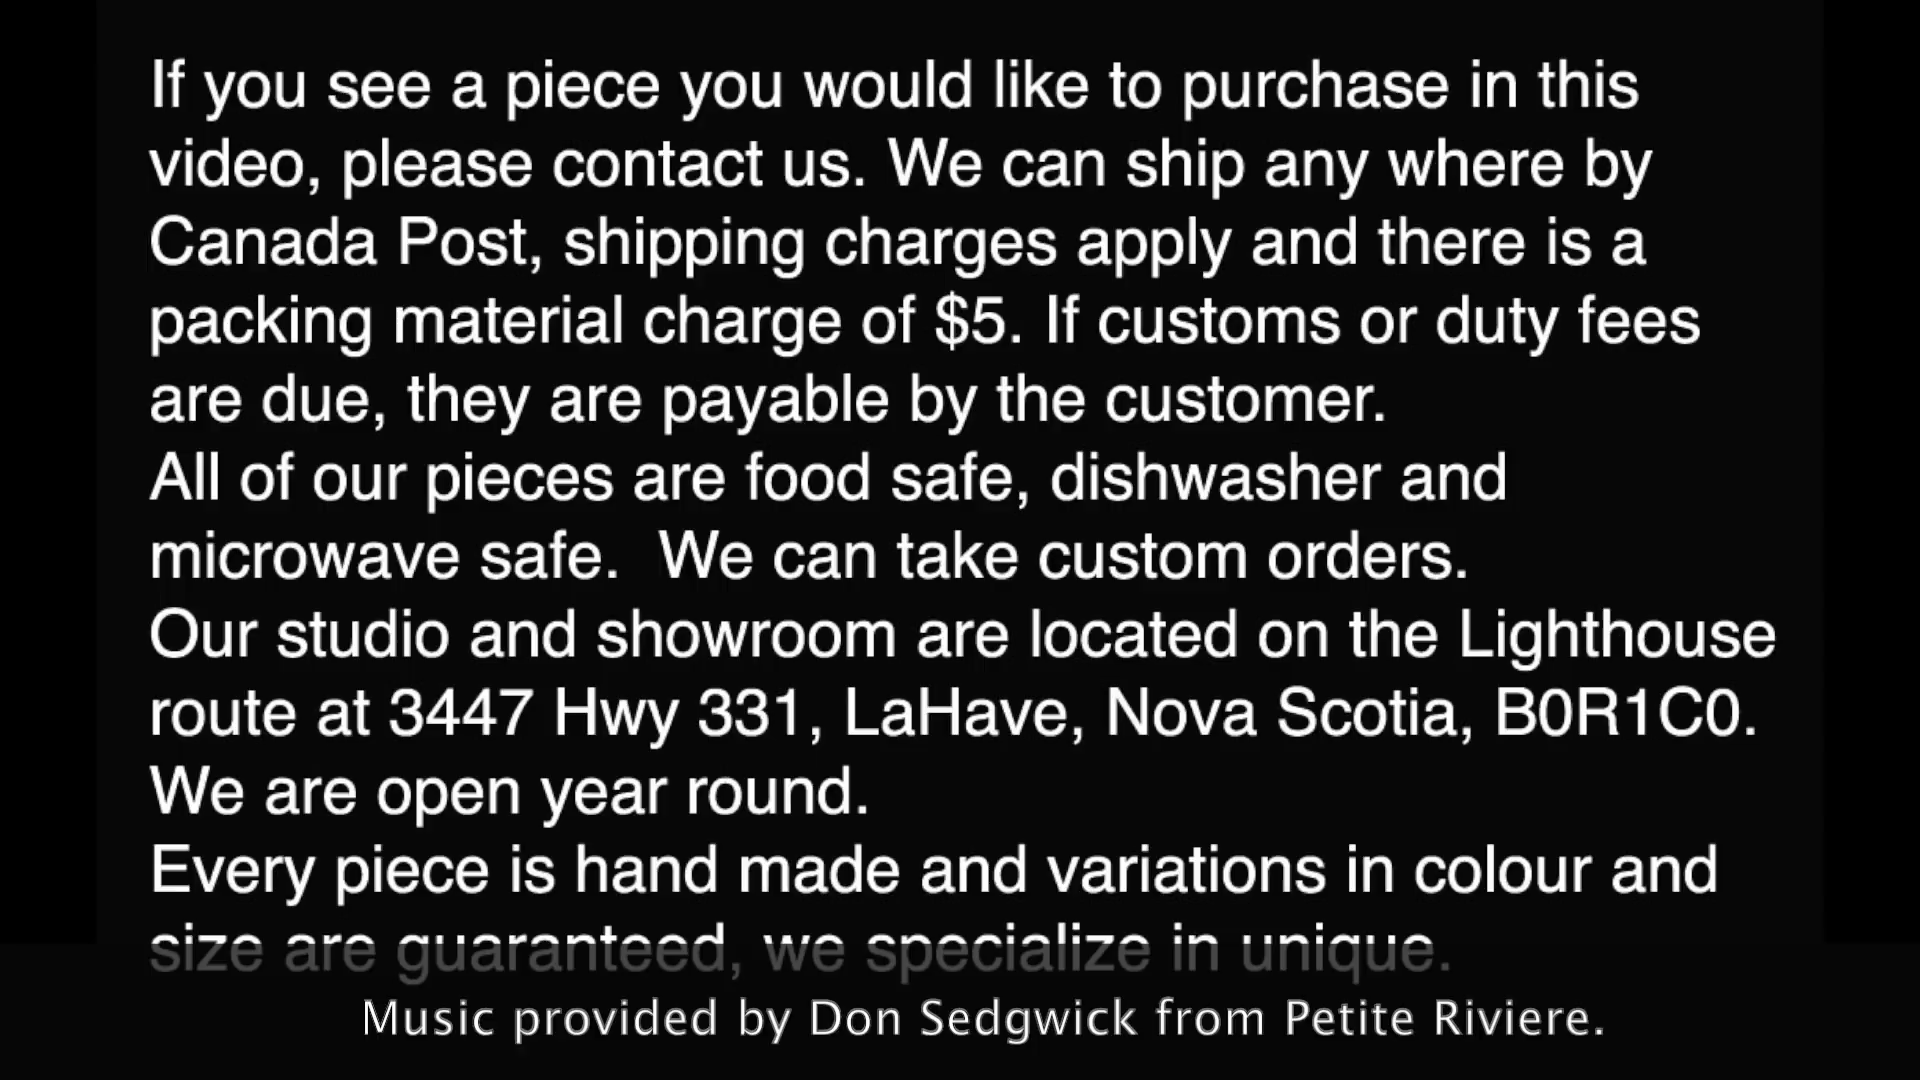 If you see a piece you would like to purchase in this
video, please contact us. We can ship any where by
Canada Post, shipping charges apply and there is a
packing material charge of $5. If customs or duty fees
are due, they are payable by the customer.
All of our pieces are food safe, dishwasher and
microwave safe.  We can take custom orders.
Our studio and showroom are located on the Lighthouse
route at 3447 Hwy 331, LaHave, Nova Scotia, B0R1C0.
We are open year round.
Every piece is hand made and variations in colour and
size are guaranteed, we specialize in unique.
Music provided by Don Sedgwick from Petite Riviere.